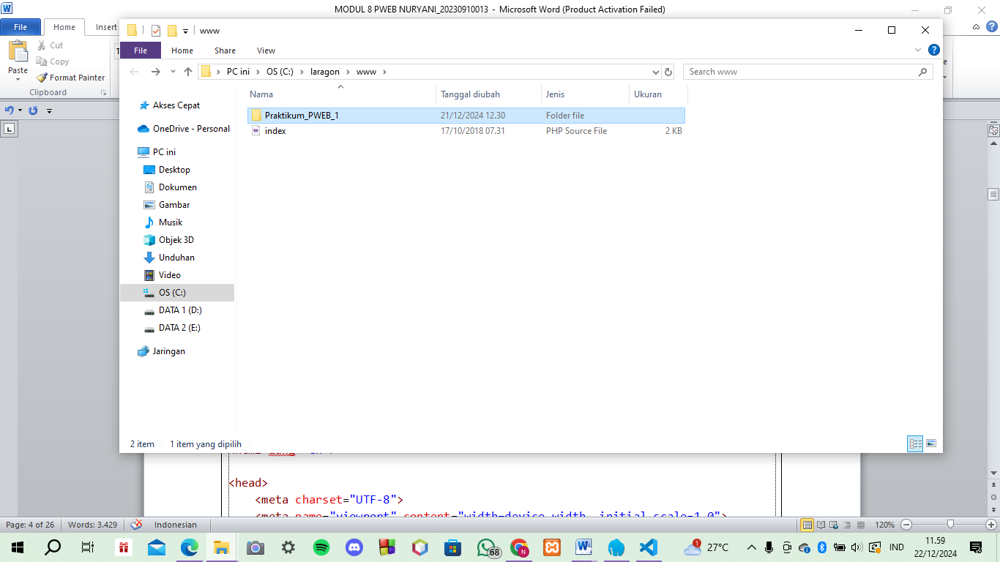 MODUL 8 PWEB NURYANI_20230910013 - Microsoft Word (Product Activation Failed)
File Home Insert
www
File Home Share View
Cut
Copy
Format Painter
Paste
Clipboard
PC ini > OS (C:) > laragon > www >
Search www
Nama Tanggal diubah Jenis Ukuran
Praktikum_PWEB_1 21/12/2024 12.30 Folder file
index 17/10/2018 07.31 PHP Source File 2 KB
Akses Cepat
OneDrive - Personal
PC ini
Desktop
Dokumen
Gambar
Musik
Objek 3D
Unduhan
Video
OS (C:)
DATA 1 (D:)
DATA 2 (E:)
Jaringan
2 item 1 item yang dipilih
<head>
<meta charset="UTF-8">
<meta name="viewport" content="width=device-width, initial-scale=1.0">
Page: 4 of 26 Words: 3.429 Indonesian 120%
68 N 1 27°C IND 11.59
22/12/2024